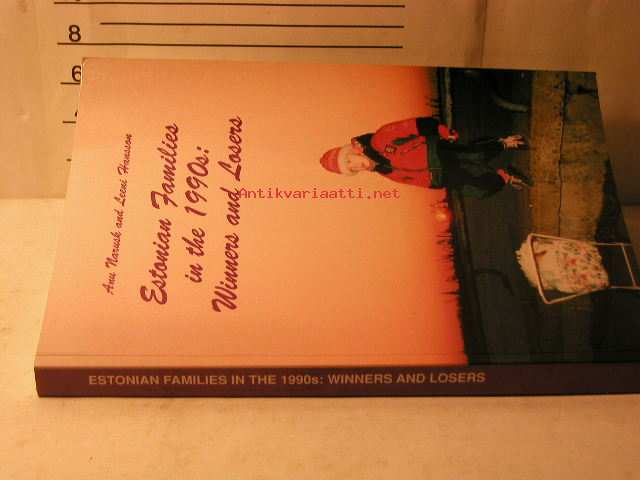 8
6
Anu Narusk and Leeni Hansson
Estonian Families
in the 1990s:
Winners and Losers
Antikvariaatti.net
ESTONIAN FAMILIES IN THE 1990s: WINNERS AND LOSERS